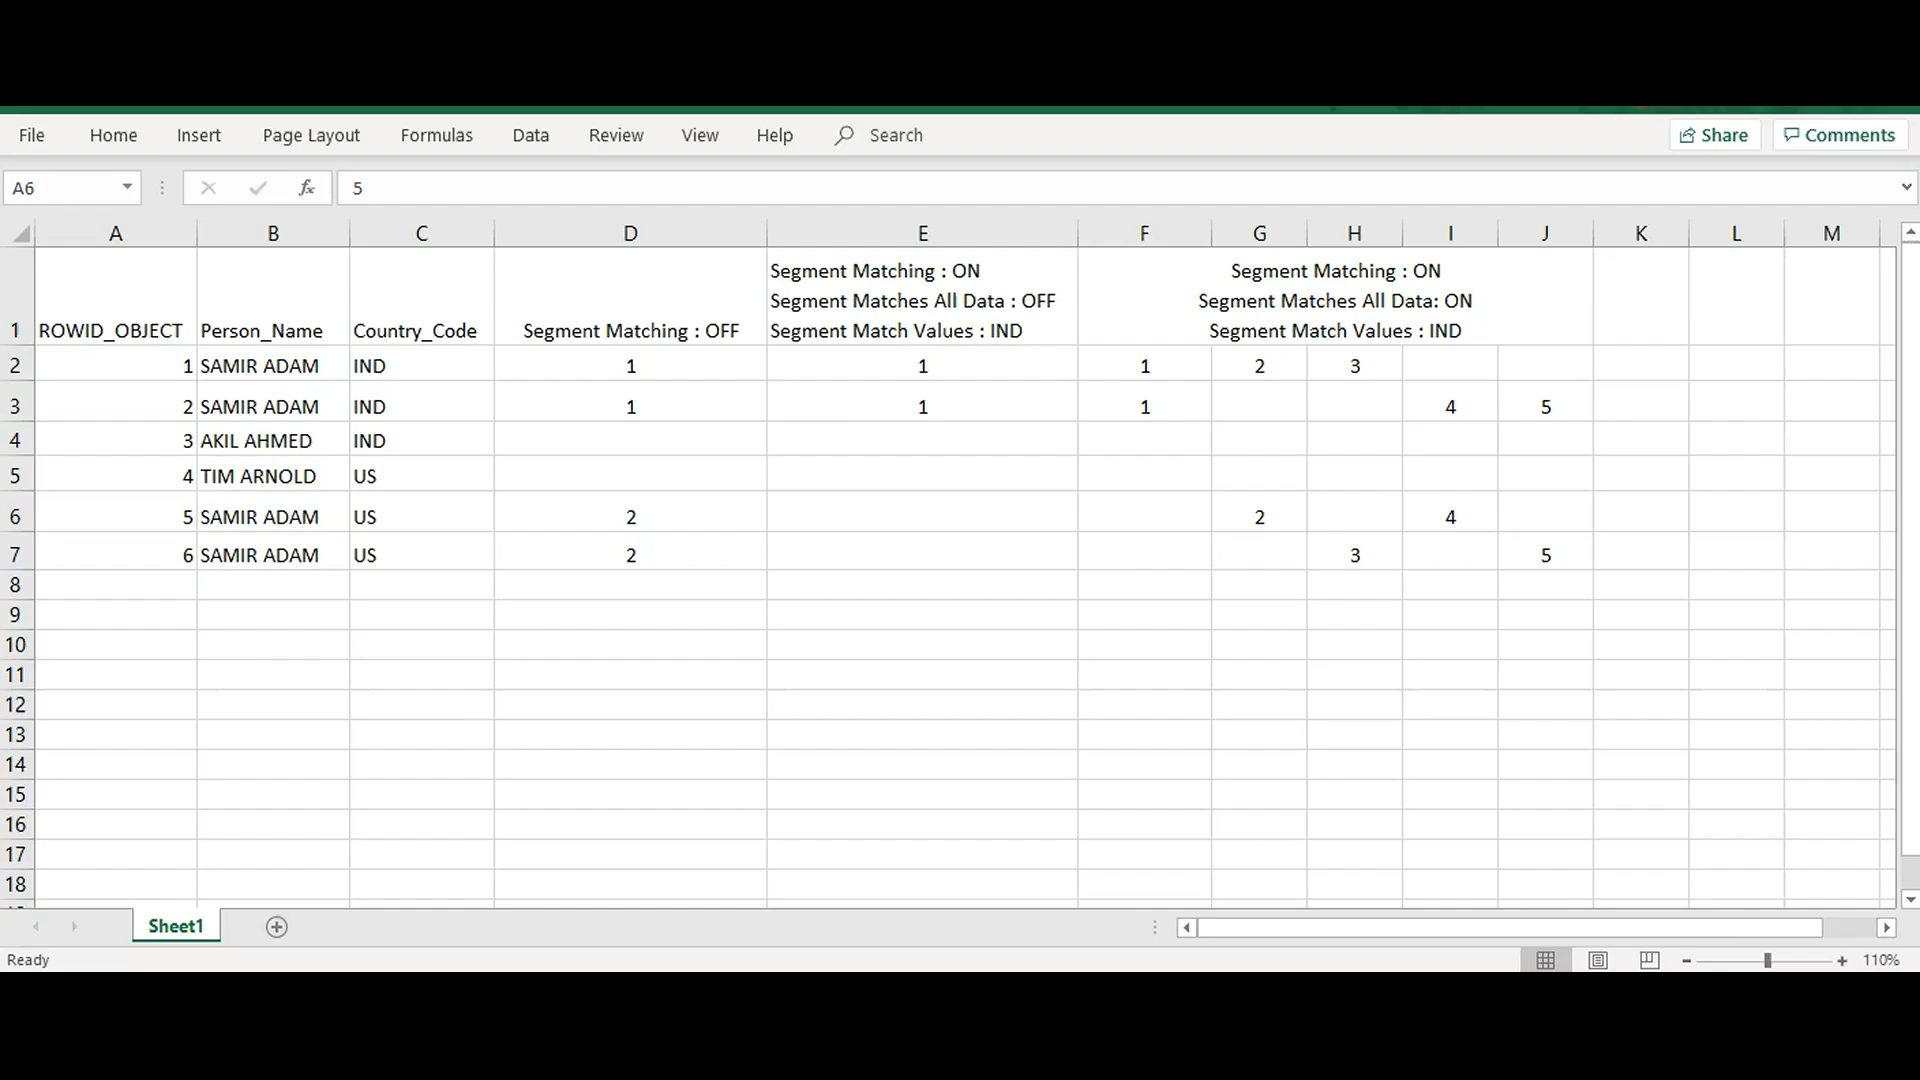 File Home Insert Page Layout Formulas Data Review View Help Search Share Comments
A6 fx 5
A B C D E F G H I J K L M
Segment Matching : ON Segment Matching : ON
Segment Matches All Data : OFF Segment Matches All Data: ON
1 ROWID_OBJECT Person_Name Country_Code Segment Matching : OFF Segment Match Values : IND Segment Match Values : IND
2 1 SAMIR ADAM IND 1 1 1 2 3
3 2 SAMIR ADAM IND 1 1 1 4 5
4 3 AKIL AHMED IND
5 4 TIM ARNOLD US
6 5 SAMIR ADAM US 2 2 4
7 6 SAMIR ADAM US 2 3 5
8
9
10
11
12
13
14
15
16
17
18
Sheet1
Ready 110%